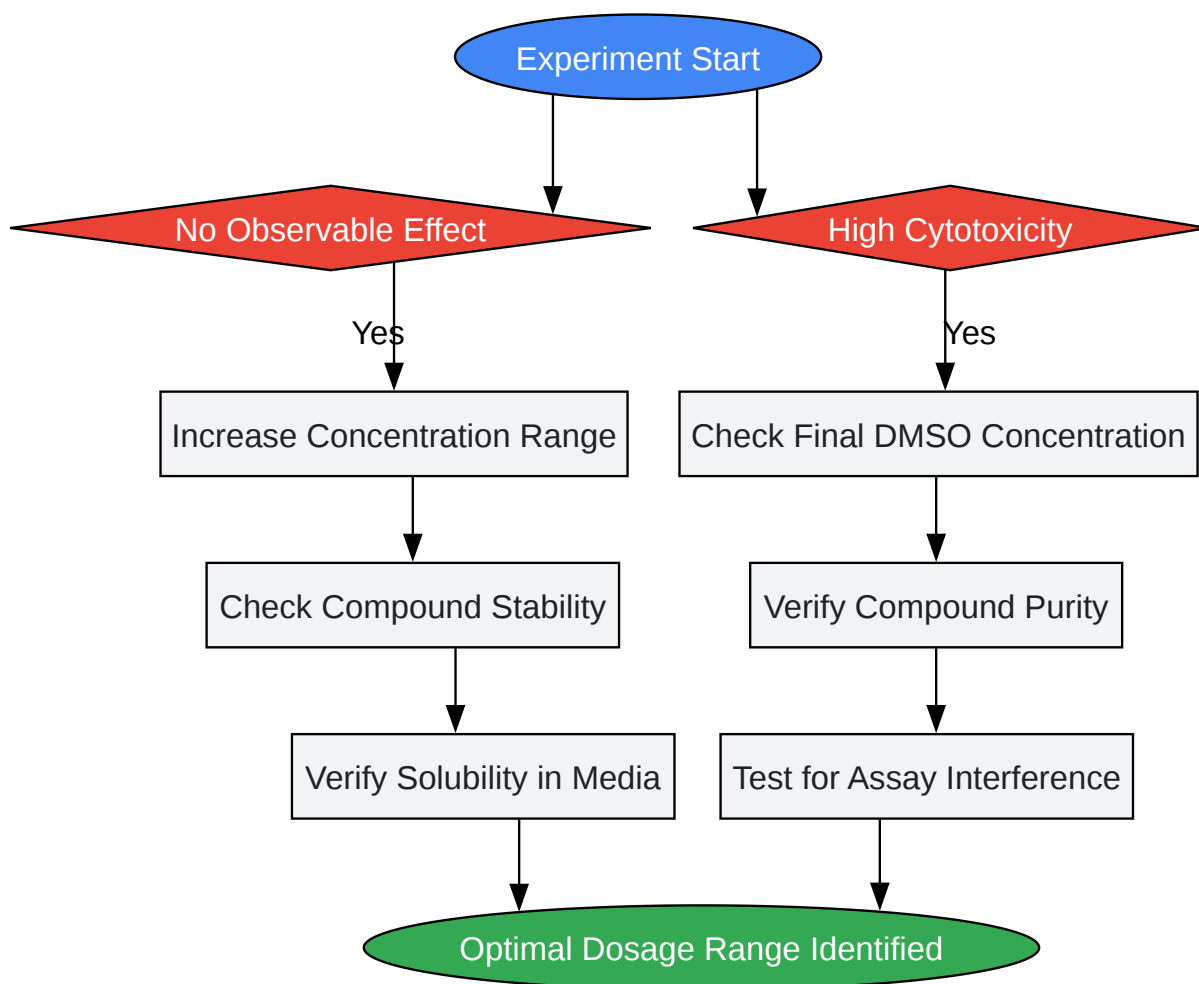 Experiment Start
No Observable Effect
High Cytotoxicity
Yes
Yes
Increase Concentration Range
Check Final DMSO Concentration
Check Compound Stability
Verify Compound Purity
Verify Solubility in Media
Test for Assay Interference
Optimal Dosage Range Identified